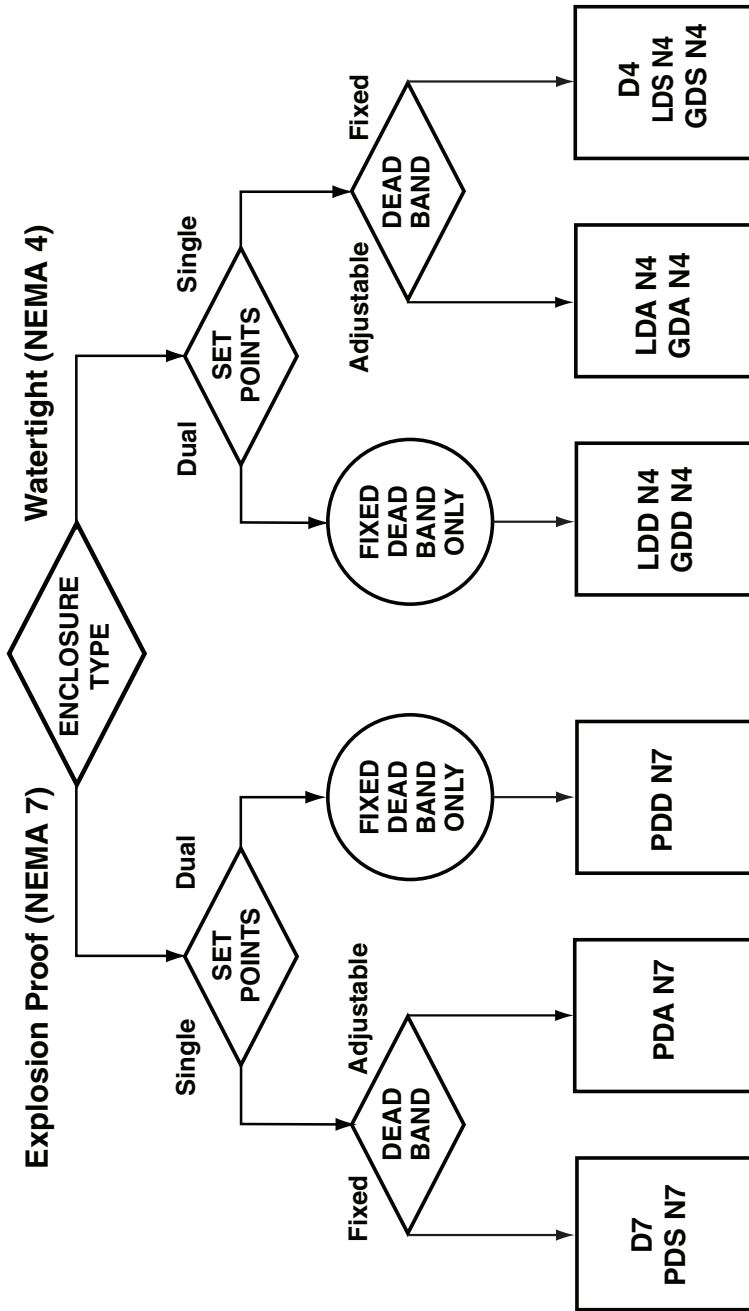 Explosion Proof (NEMA 7)
Watertight (NEMA 4)
ENCLOSURE
TYPE
Single
SET
POINTS
Dual
Dual
SET
POINTS
Single
Fixed
DEAD
BAND
Adjustable
FIXED
DEAD
BAND
ONLY
FIXED
DEAD
BAND
ONLY
Adjustable
DEAD
BAND
Fixed
D7
PDS N7
PDA N7
PDD N7
LDD N4
GDD N4
LDA N4
GDA N4
D4
LDS N4
GDS N4